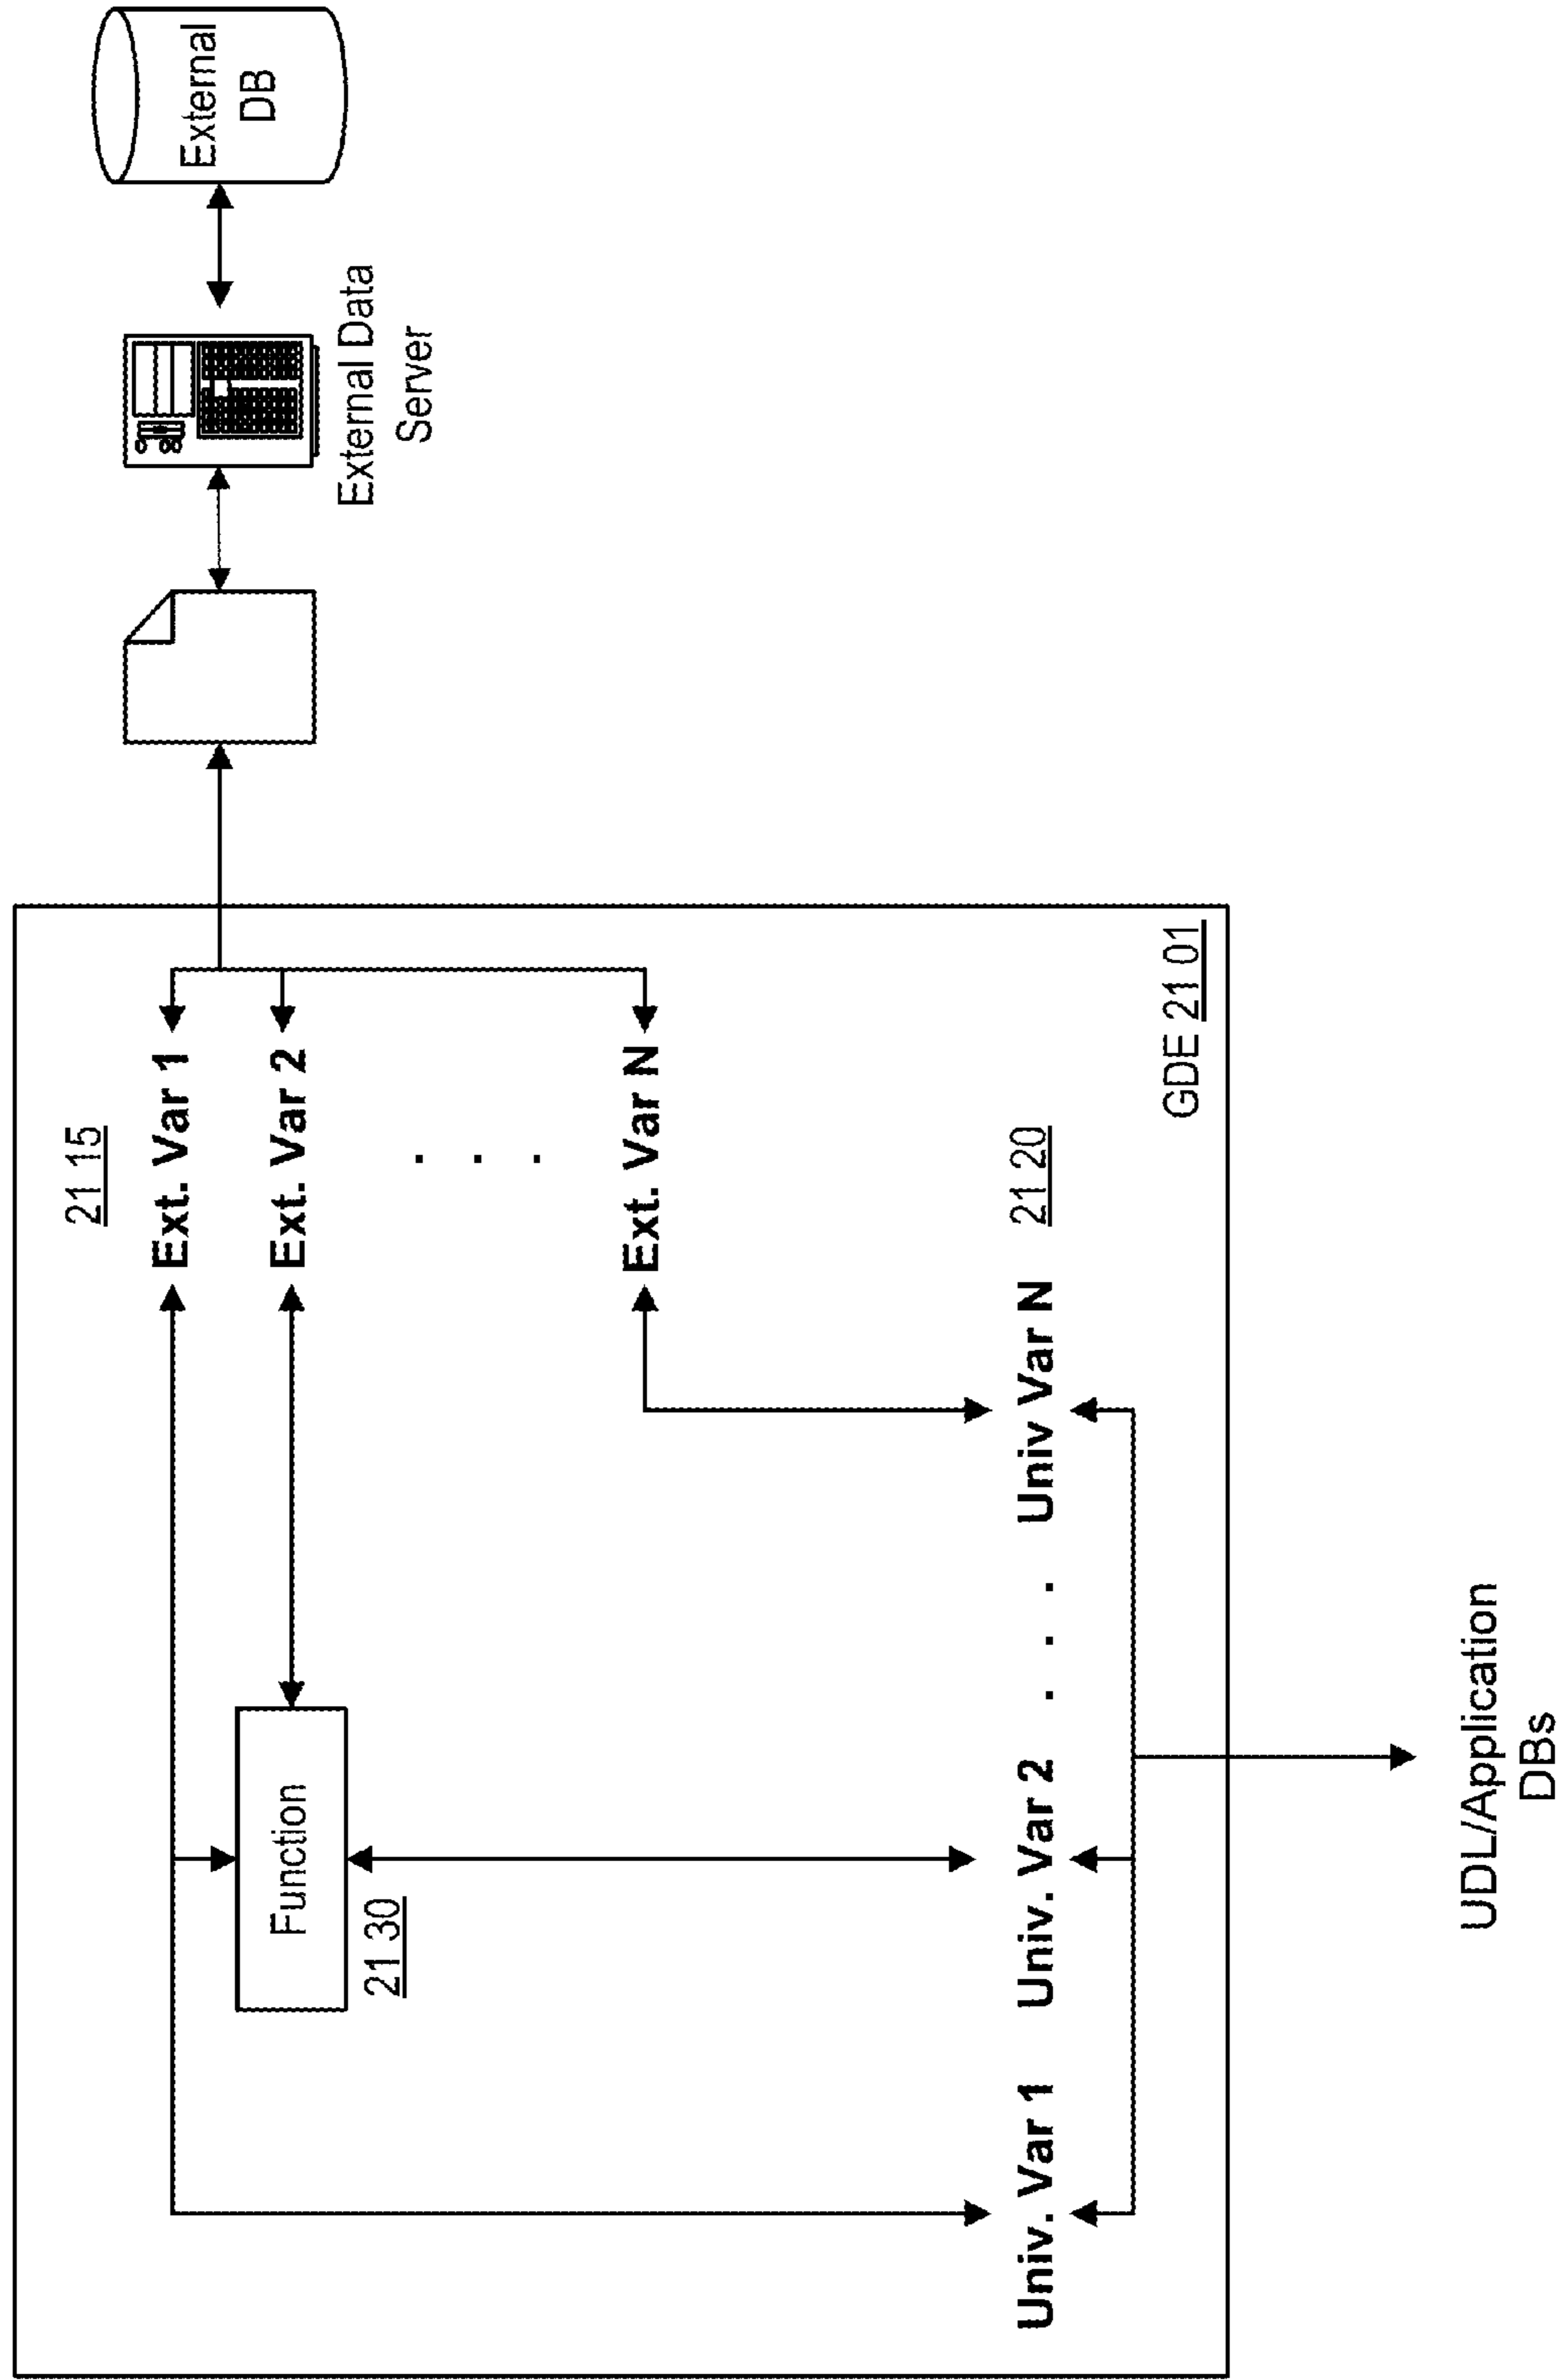 21 15
Ext. Var 1
External
DB
Function
Ext. Var 2
External Data
Server
21 30
. . .
Ext. Var N
Univ. Var 1
Univ. Var 2
. . .
Univ Var N
21 20
GDE 21 01
UDL/Application
DBs